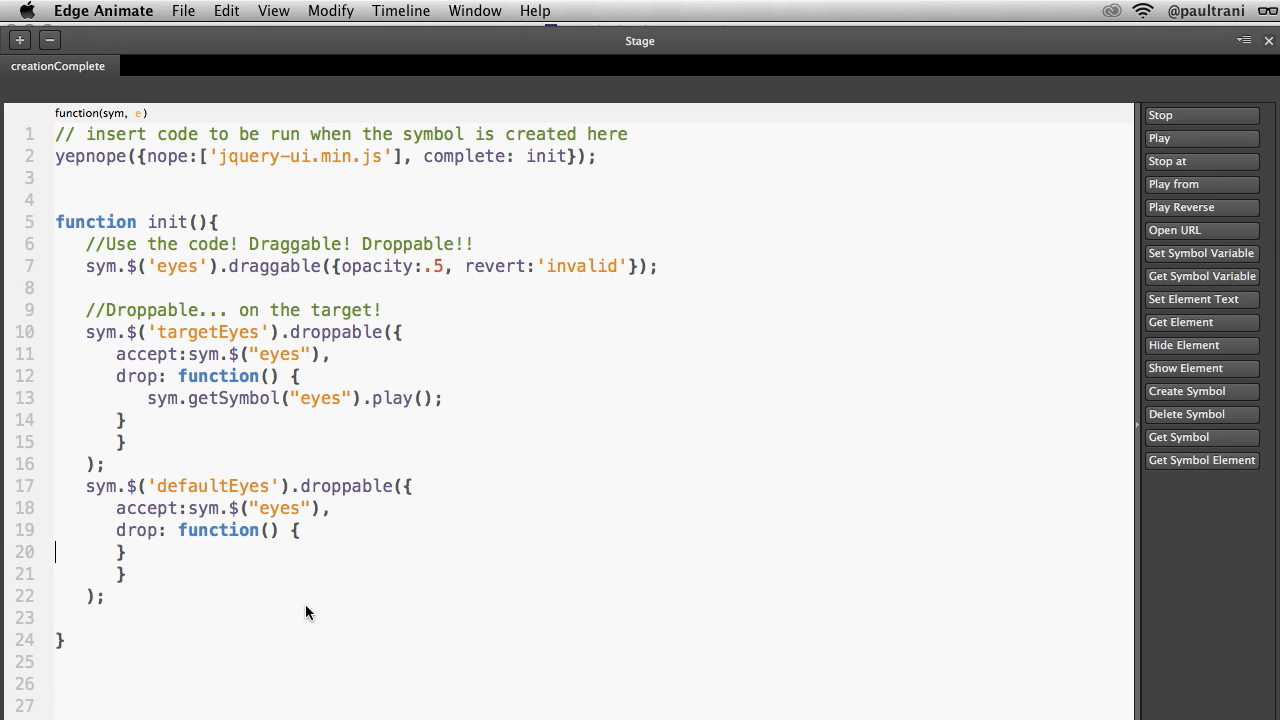 Edge Animate File Edit View Modify Timeline Window Help @paultrani
+ − Stage
creationComplete
function(sym, e)
1 // insert code to be run when the symbol is created here
2 yepnope({nope:['jquery-ui.min.js'], complete: init});
3
4
5 function init(){
6 //Use the code! Draggable! Droppable!!
7 sym.$('eyes').draggable({opacity:.5, revert:'invalid'});
8
9 //Droppable... on the target!
10 sym.$('targetEyes').droppable({
11 accept:sym.$("eyes"),
12 drop: function() {
13 sym.getSymbol("eyes").play();
14 }
15 }
16 );
17 sym.$('defaultEyes').droppable({
18 accept:sym.$("eyes"),
19 drop: function() {
20 }
21 }
22 );
23
24 }
25
26
27
Stop
Play
Stop at
Play from
Play Reverse
Open URL
Set Symbol Variable
Get Symbol Variable
Set Element Text
Get Element
Hide Element
Show Element
Create Symbol
Delete Symbol
Get Symbol
Get Symbol Element